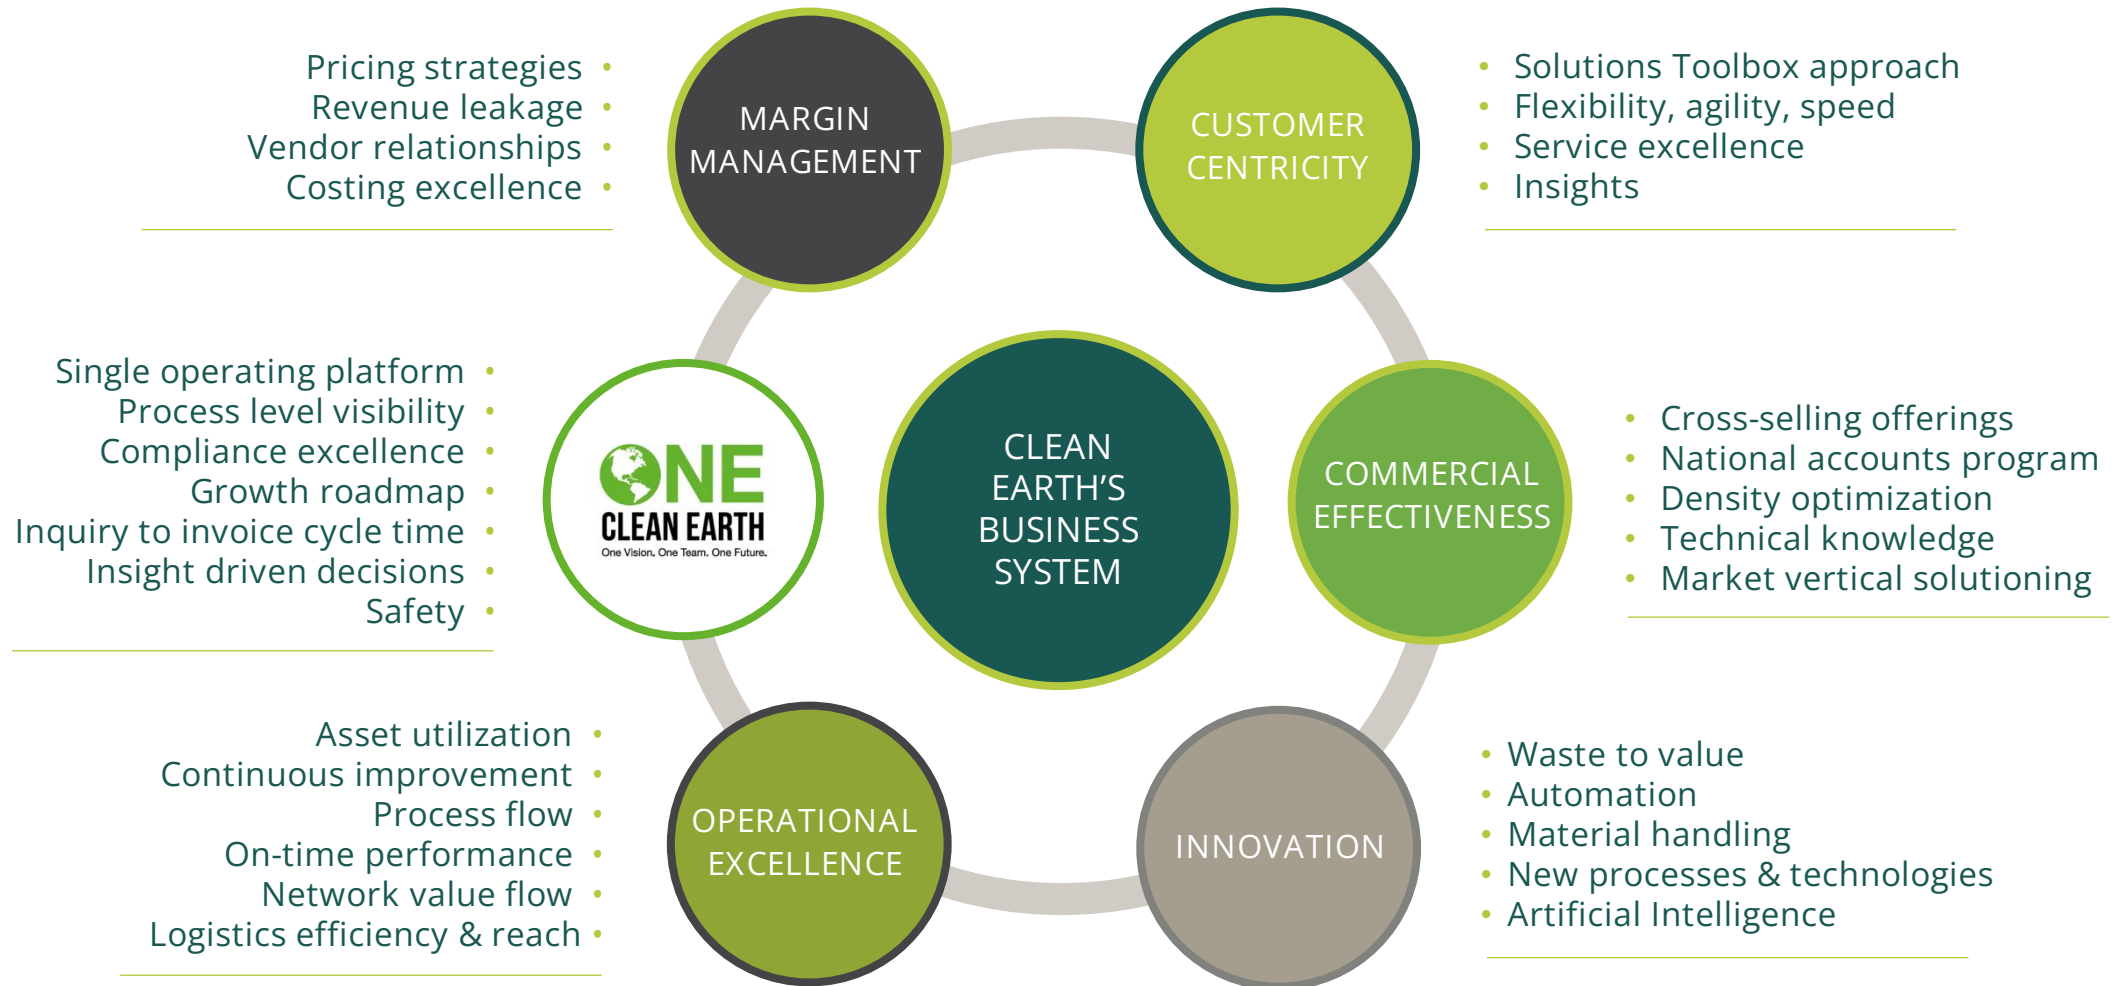 Pricing strategies
Revenue leakage
Vendor relationships
Costing excellence
MARGIN
MANAGEMENT
CUSTOMER
CENTRICITY
Solutions Toolbox approach
Flexibility, agility, speed
Service excellence
Insights
Single operating platform
Process level visibility
Compliance excellence
Growth roadmap
Inquiry to invoice cycle time
Insight driven decisions
Safety
ONE
CLEAN EARTH
One Vision. One Team. One Future.
CLEAN
EARTH’S
BUSINESS
SYSTEM
COMMERCIAL
EFFECTIVENESS
Cross-selling offerings
National accounts program
Density optimization
Technical knowledge
Market vertical solutioning
Asset utilization
Continuous improvement
Process flow
On-time performance
Network value flow
Logistics efficiency & reach
OPERATIONAL
EXCELLENCE
INNOVATION
Waste to value
Automation
Material handling
New processes & technologies
Artificial Intelligence